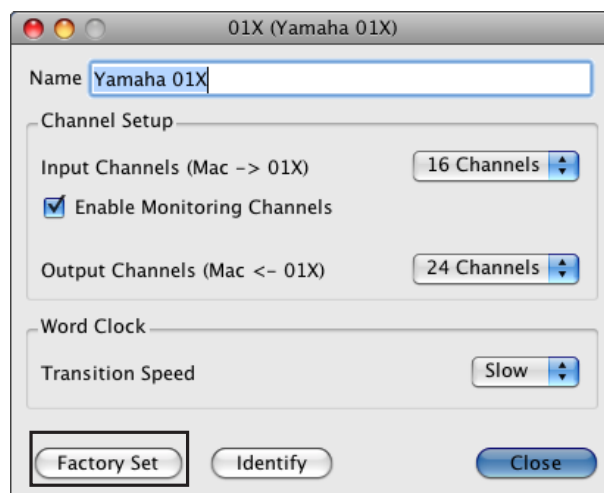 01X (Yamaha 01X)
Name Yamaha 01X
Channel Setup
Input Channels (Mac -> 01X) 16 Channels
Enable Monitoring Channels
Output Channels (Mac <- 01X) 24 Channels
Word Clock
Transition Speed Slow
Factory Set Identify Close